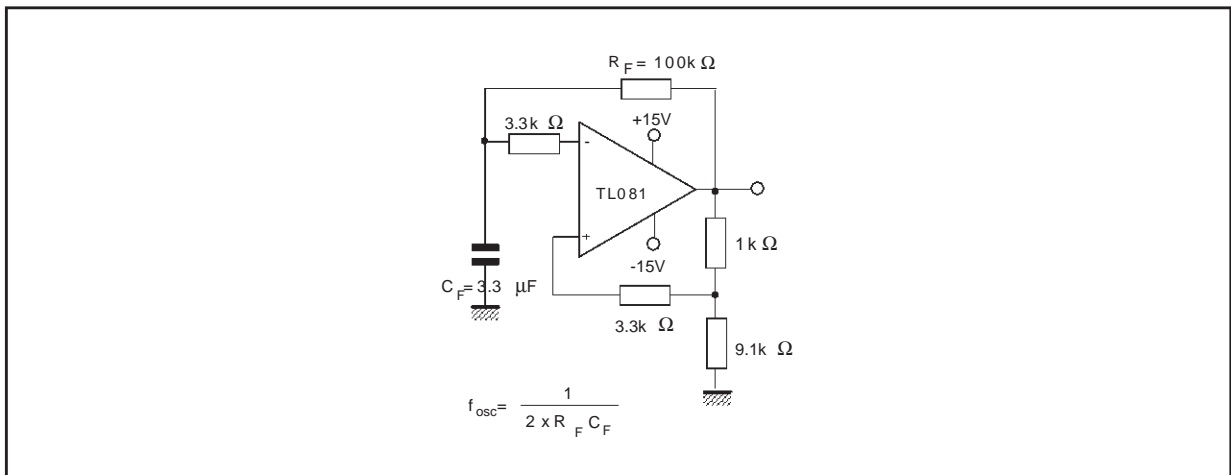 R F = 100k Ω
3.3k Ω
+15V
-
TL081
+
-15V
1k Ω
C F = 3.3 µF
3.3k Ω
9.1k Ω
f osc = 1
2 x R F C F